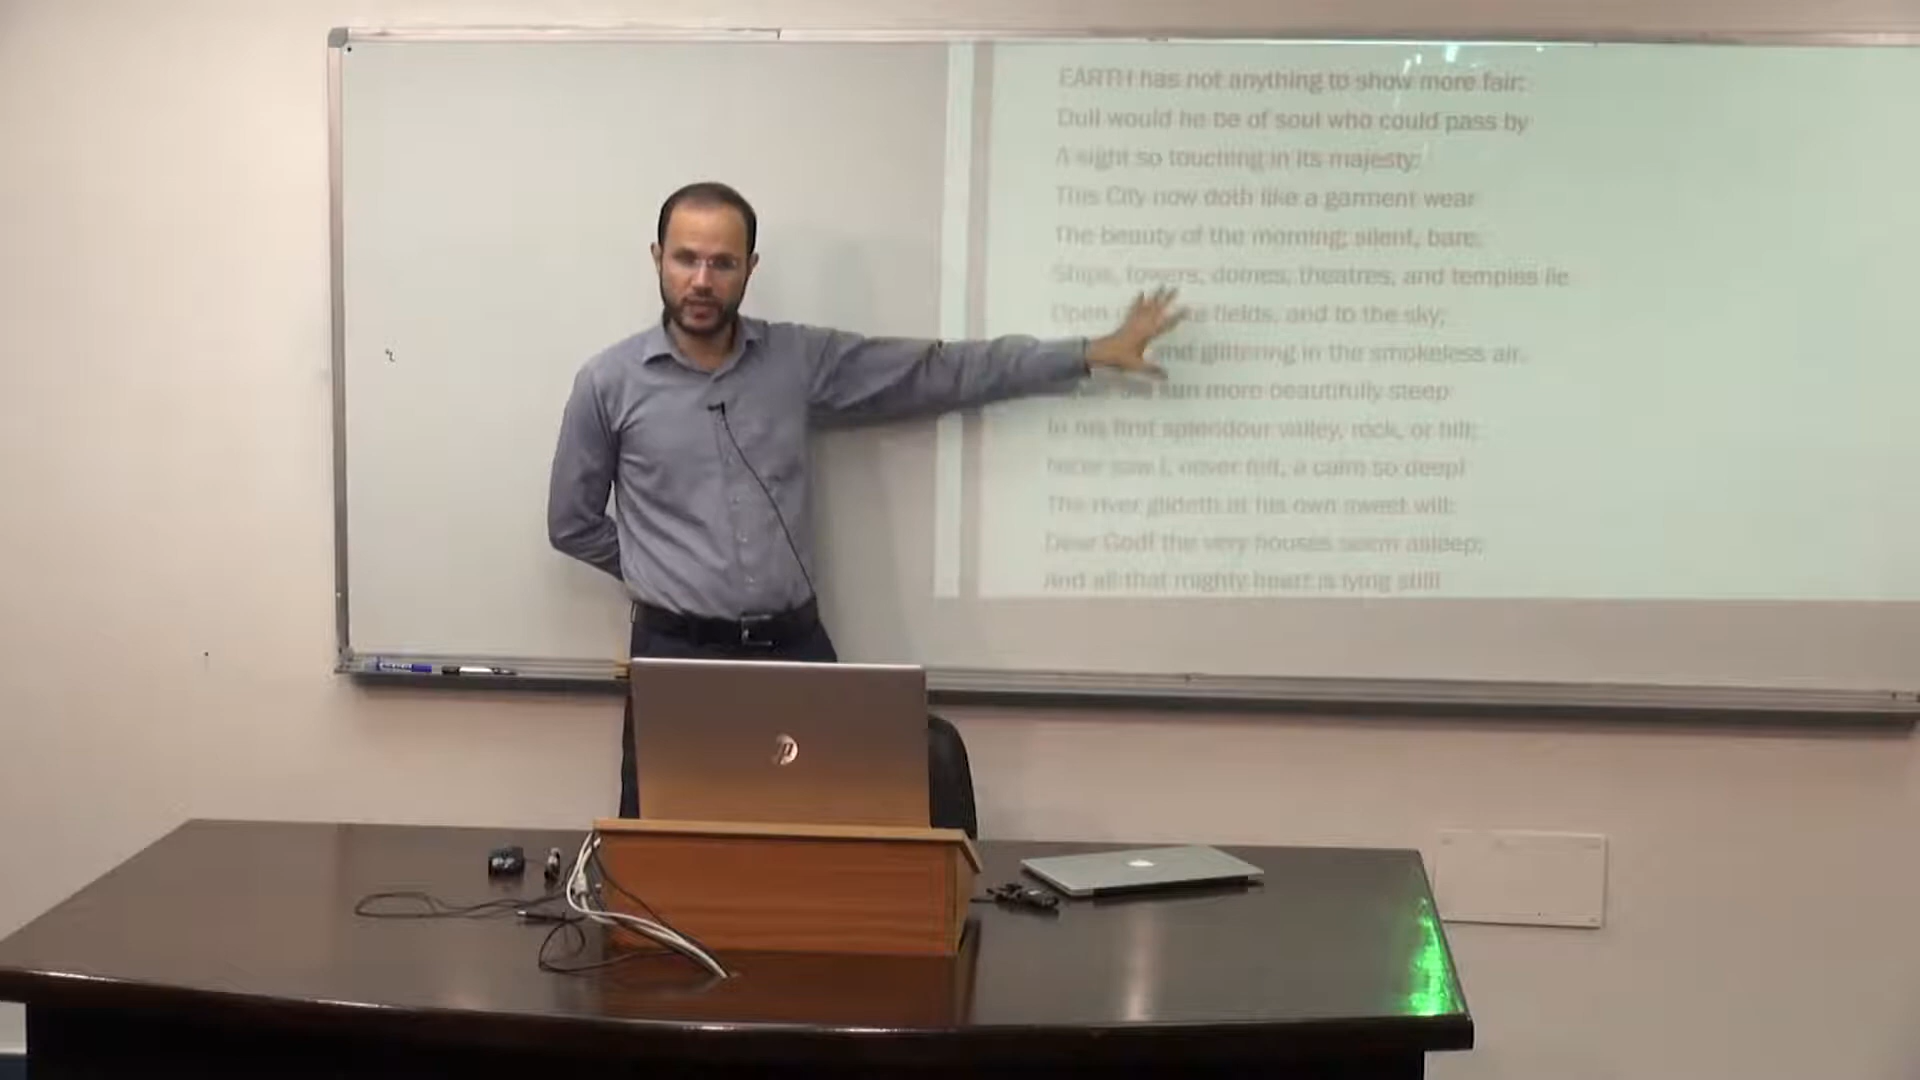 EARTH has not anything to show more fair:
Dull would he be of soul who could pass by
A sight so touching in its majesty:
This City now doth like a garment wear
The beauty of the morning; silent, bare,
Ships, towers, domes, theatres, and temples lie
Open fields, and to the sky;
and glittering in the smokeless air.
sun more beautifully steep
In his first splendour valley, rock, or hill;
Ne'er saw I, never felt, a calm so deep!
The river glideth at his own sweet will:
Dear God! the very houses seem asleep;
And all that mighty heart is lying still!
hp